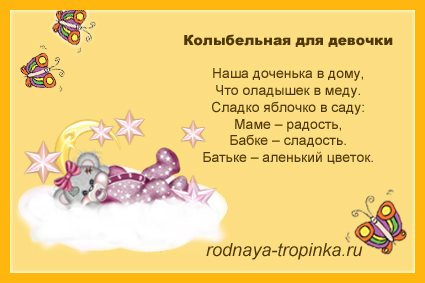 Колыбельная для девочки
Наша доченька в дому,
Что оладышек в меду.
Сладко яблочко в саду:
Маме – радость,
Бабке – сладость.
Батьке – аленький цветок.
rodnaya-tropinka.ru